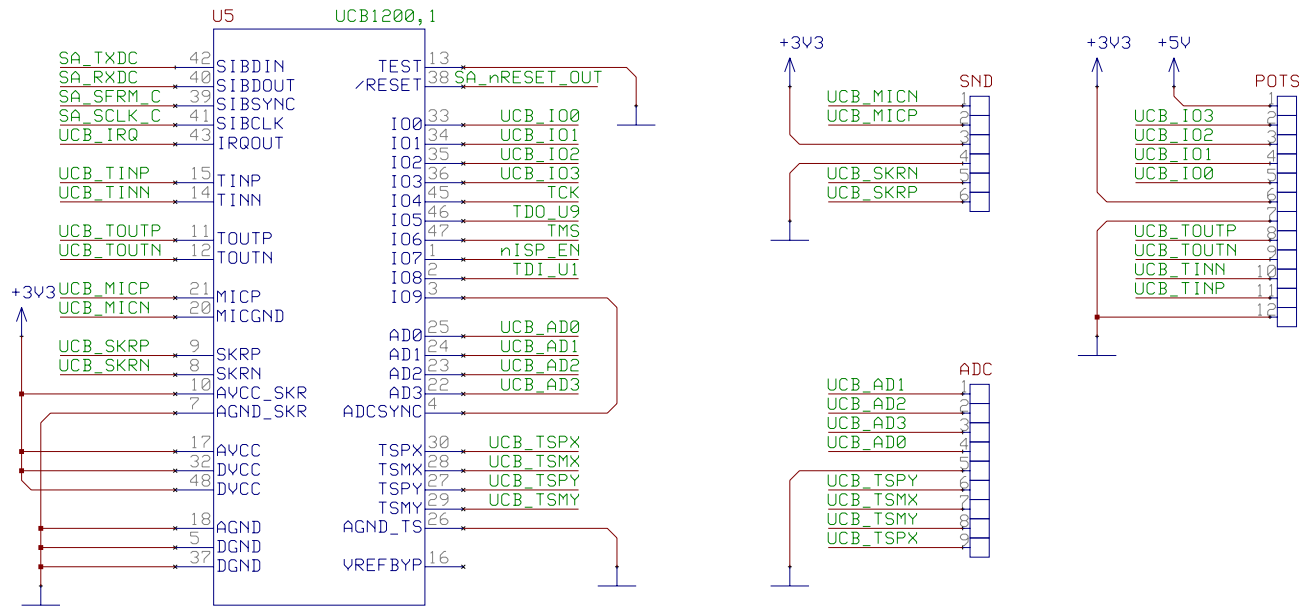 U5 UCB1200,1
SA_TXDC 42 SIBDIN
SA_RXDC 40 SIBDOUT
SA_SFRM_C 39 SIBSYNC
SA_SCLK_C 41 SIBCLK
UCB_IRQ 43 IRQOUT
UCB_TINP 15 TINP
UCB_TINN 14 TINN
UCB_TOUTP 11 TOUTP
UCB_TOUTN 12 TOUTN
+3V3
UCB_MICP 21 MICP
UCB_MICN 20 MICGND
UCB_SKRP 9 SKRP
UCB_SKRN 8 SKRN
10 AVCC_SKR
7 AGND_SKR
17 AVCC
32 DVCC
48 DVCC
18 AGND
5 DGND
37 DGND
TEST 13
/RESET 38 SA_nRESET_OUT
IO0 33 UCB_IO0
IO1 34 UCB_IO1
IO2 35 UCB_IO2
IO3 36 UCB_IO3
IO4 45 TCK
IO5 46 TDO_U9
IO6 47 TMS
IO7 1 nISP_EN
IO8 2 TDI_U1
IO9 3
AD0 25 UCB_AD0
AD1 24 UCB_AD1
AD2 23 UCB_AD2
AD3 22 UCB_AD3
ADCSYNC 4
TSPX 30 UCB_TSPX
TSMX 28 UCB_TSMX
TSPY 27 UCB_TSPY
TSMY 29 UCB_TSMY
AGND_TS 26
VREFBYP 16
+3V3
SND
UCB_MICN 1
UCB_MICP 2
3
4
UCB_SKRN 5
UCB_SKRP 6
ADC
UCB_AD1 1
UCB_AD2 2
UCB_AD3 3
UCB_AD0 4
5
UCB_TSPY 6
UCB_TSMX 7
UCB_TSMY 8
UCB_TSPX 9
+3V3 +5V
POTS
1
UCB_IO3 2
UCB_IO2 3
UCB_IO1 4
UCB_IO0 5
6
7
UCB_TOUTP 8
UCB_TOUTN 9
UCB_TINN 10
UCB_TINP 11
12